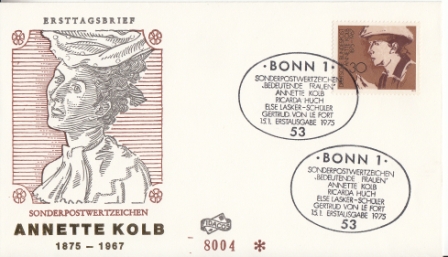 ERSTTAGSBRIEF
SONDERPOSTWERTZEICHEN
ANNETTE KOLB
1875 – 1967
8004 *
BONN 1
SONDERPOSTWERTZEICHEN
„BEDEUTENDE FRAUEN"
ANNETTE KOLB
RICARDA HUCH
ELSE LASKER-SCHÜLER
GERTRUD VON LE FORT
15.1. ERSTAUSGABE 1975
53
30
BONN 1
SONDERPOSTWERTZEICHEN
„BEDEUTENDE FRAUEN"
ANNETTE KOLB
RICARDA HUCH
ELSE LASKER-SCHÜLER
GERTRUD VON LE FORT
15.1. ERSTAUSGABE 1975
53